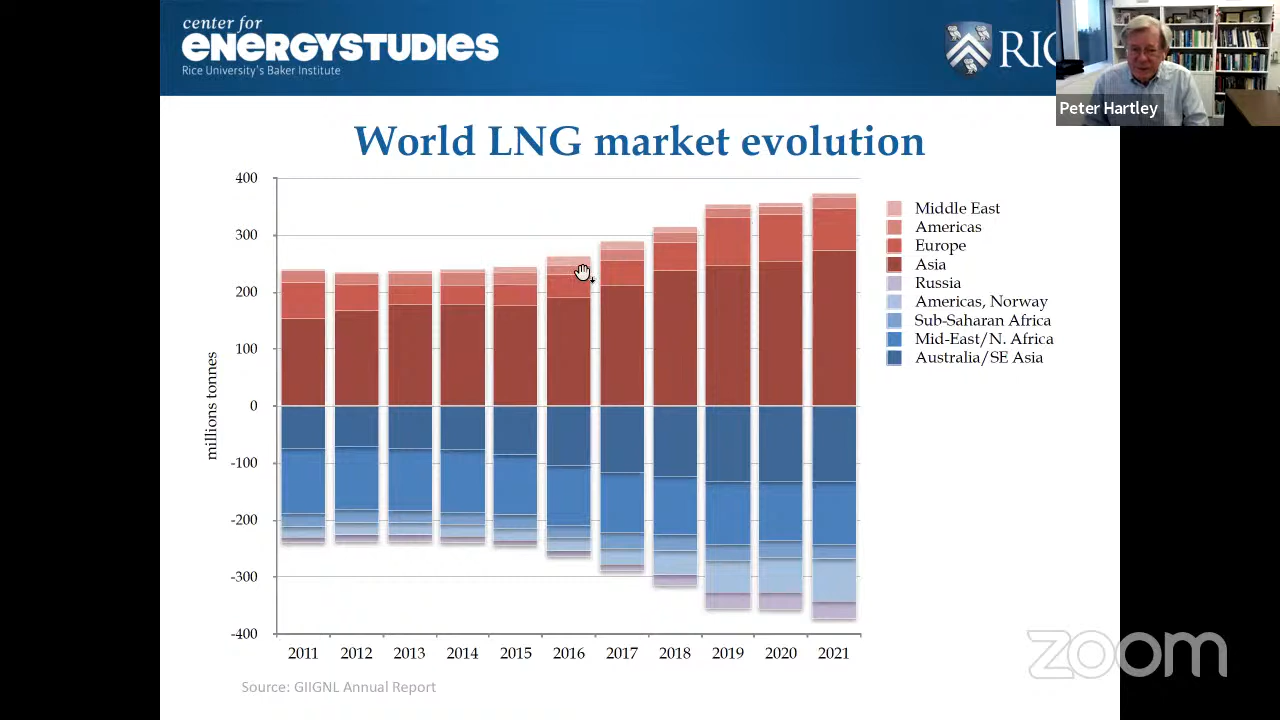 center for
ENERGYSTUDIES
Rice University's Baker Institute
RIC
Peter Hartley
World LNG market evolution
400
300
200
100
0
-100
-200
-300
-400
millions tonnes
2011 2012 2013 2014 2015 2016 2017 2018 2019 2020 2021
Middle East
Americas
Europe
Asia
Russia
Americas, Norway
Sub-Saharan Africa
Mid-East/N. Africa
Australia/SE Asia
Source: GIIGNL Annual Report
zoom